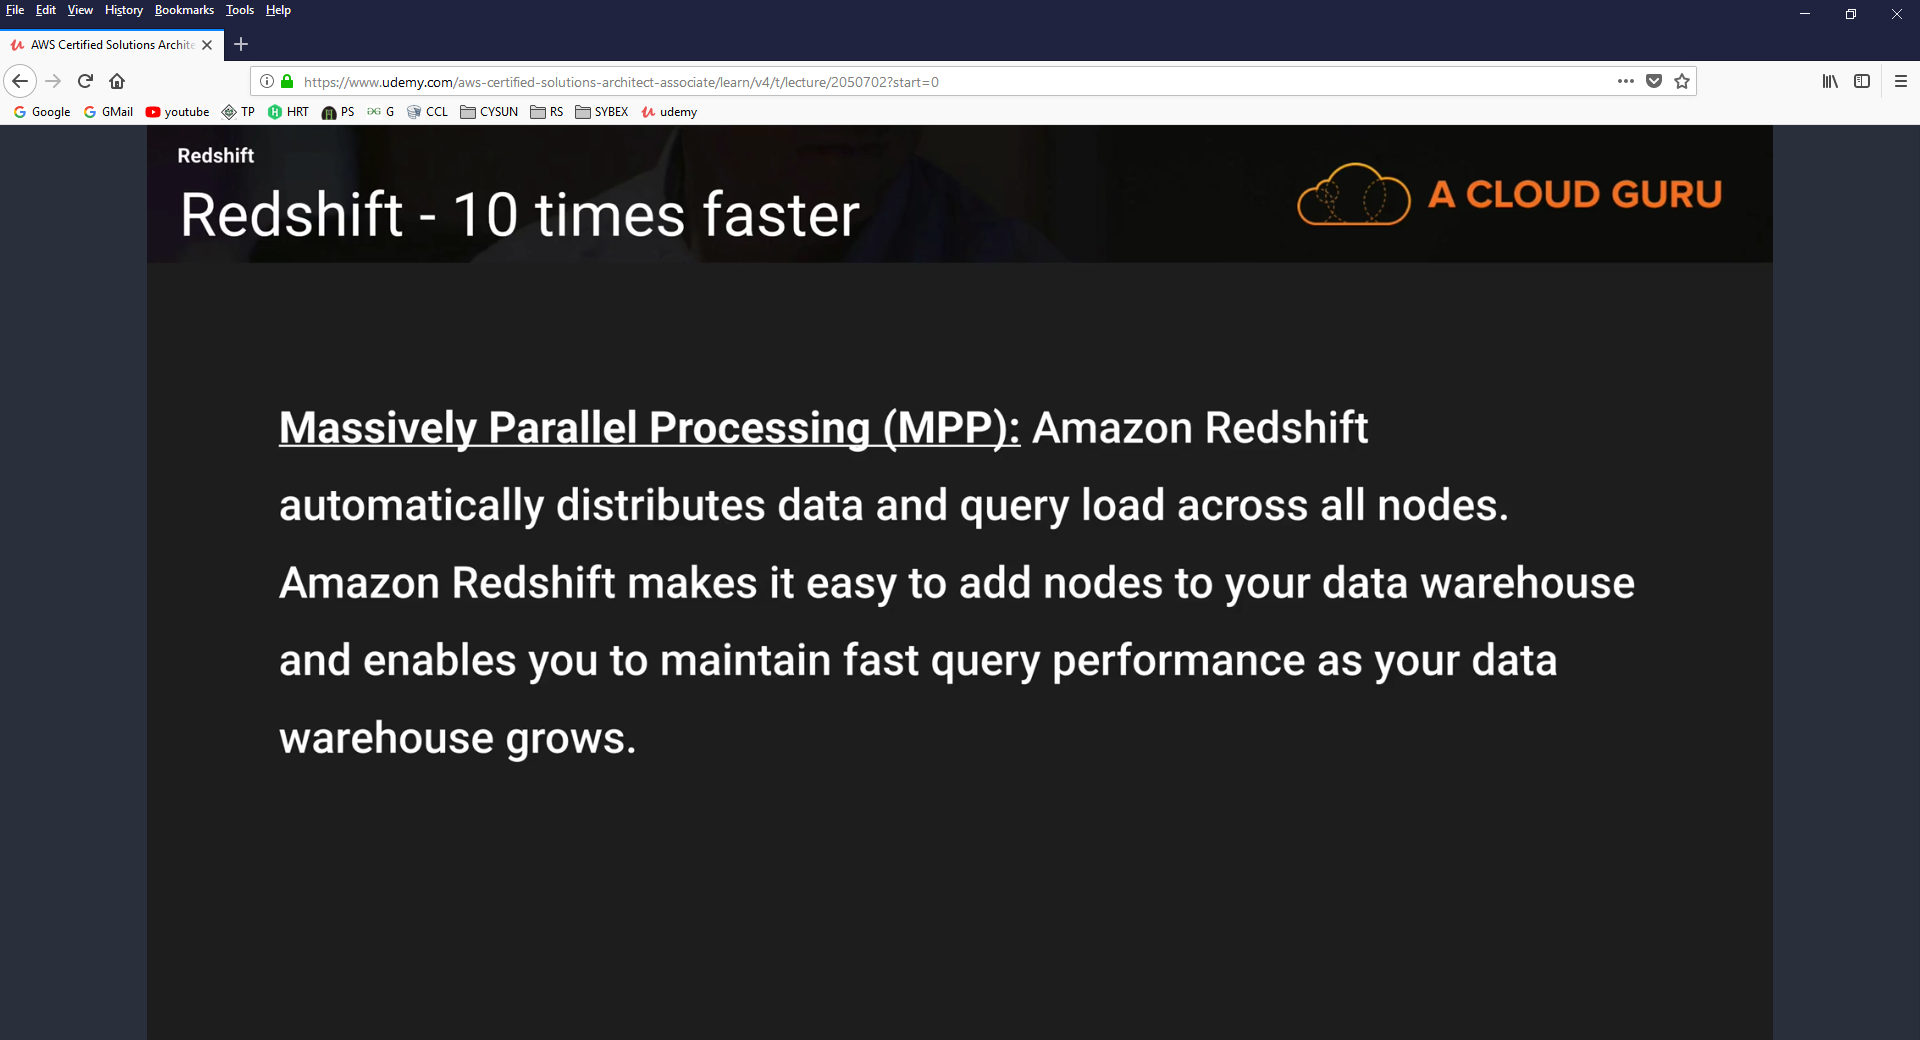 File Edit View History Bookmarks Tools Help
AWS Certified Solutions Archite
https://www.udemy.com/aws-certified-solutions-architect-associate/learn/v4/t/lecture/2050702?start=0
Google GMail youtube TP HRT PS G CCL CYSUN RS SYBEX udemy
Redshift
Redshift - 10 times faster
A CLOUD GURU
Massively Parallel Processing (MPP): Amazon Redshift
automatically distributes data and query load across all nodes.
Amazon Redshift makes it easy to add nodes to your data warehouse
and enables you to maintain fast query performance as your data
warehouse grows.